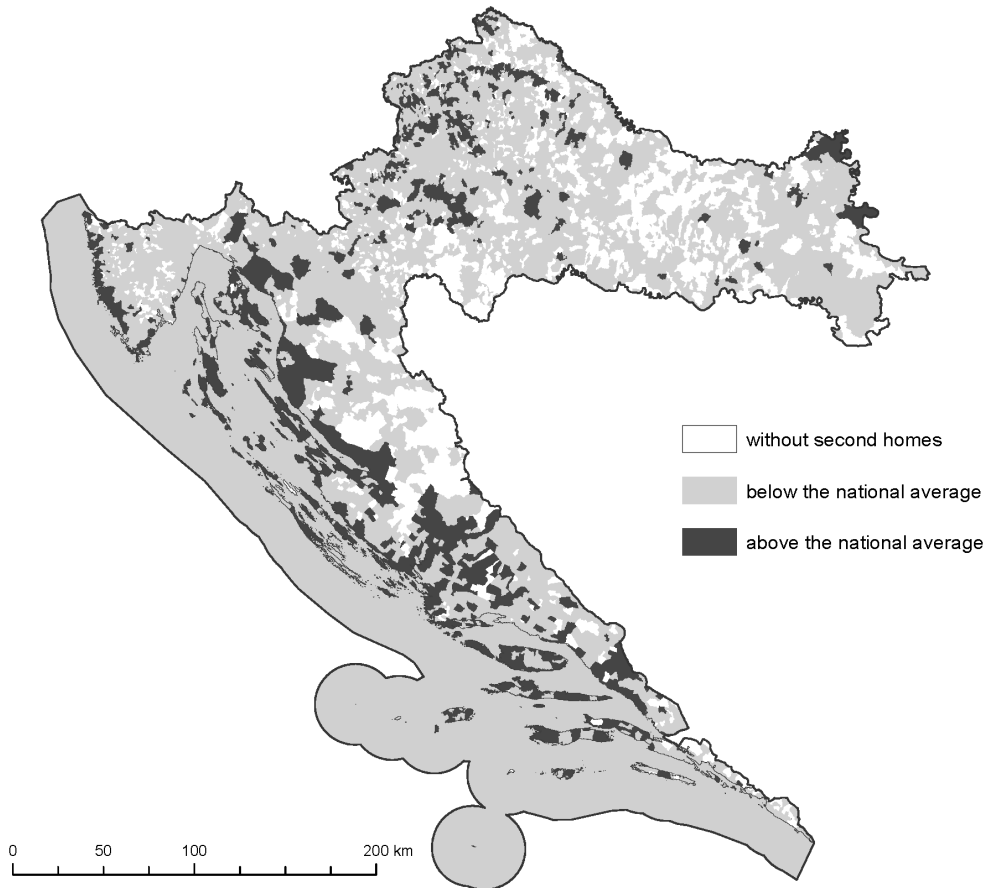 without second homes
below the national average
above the national average
0 50 100 200 km